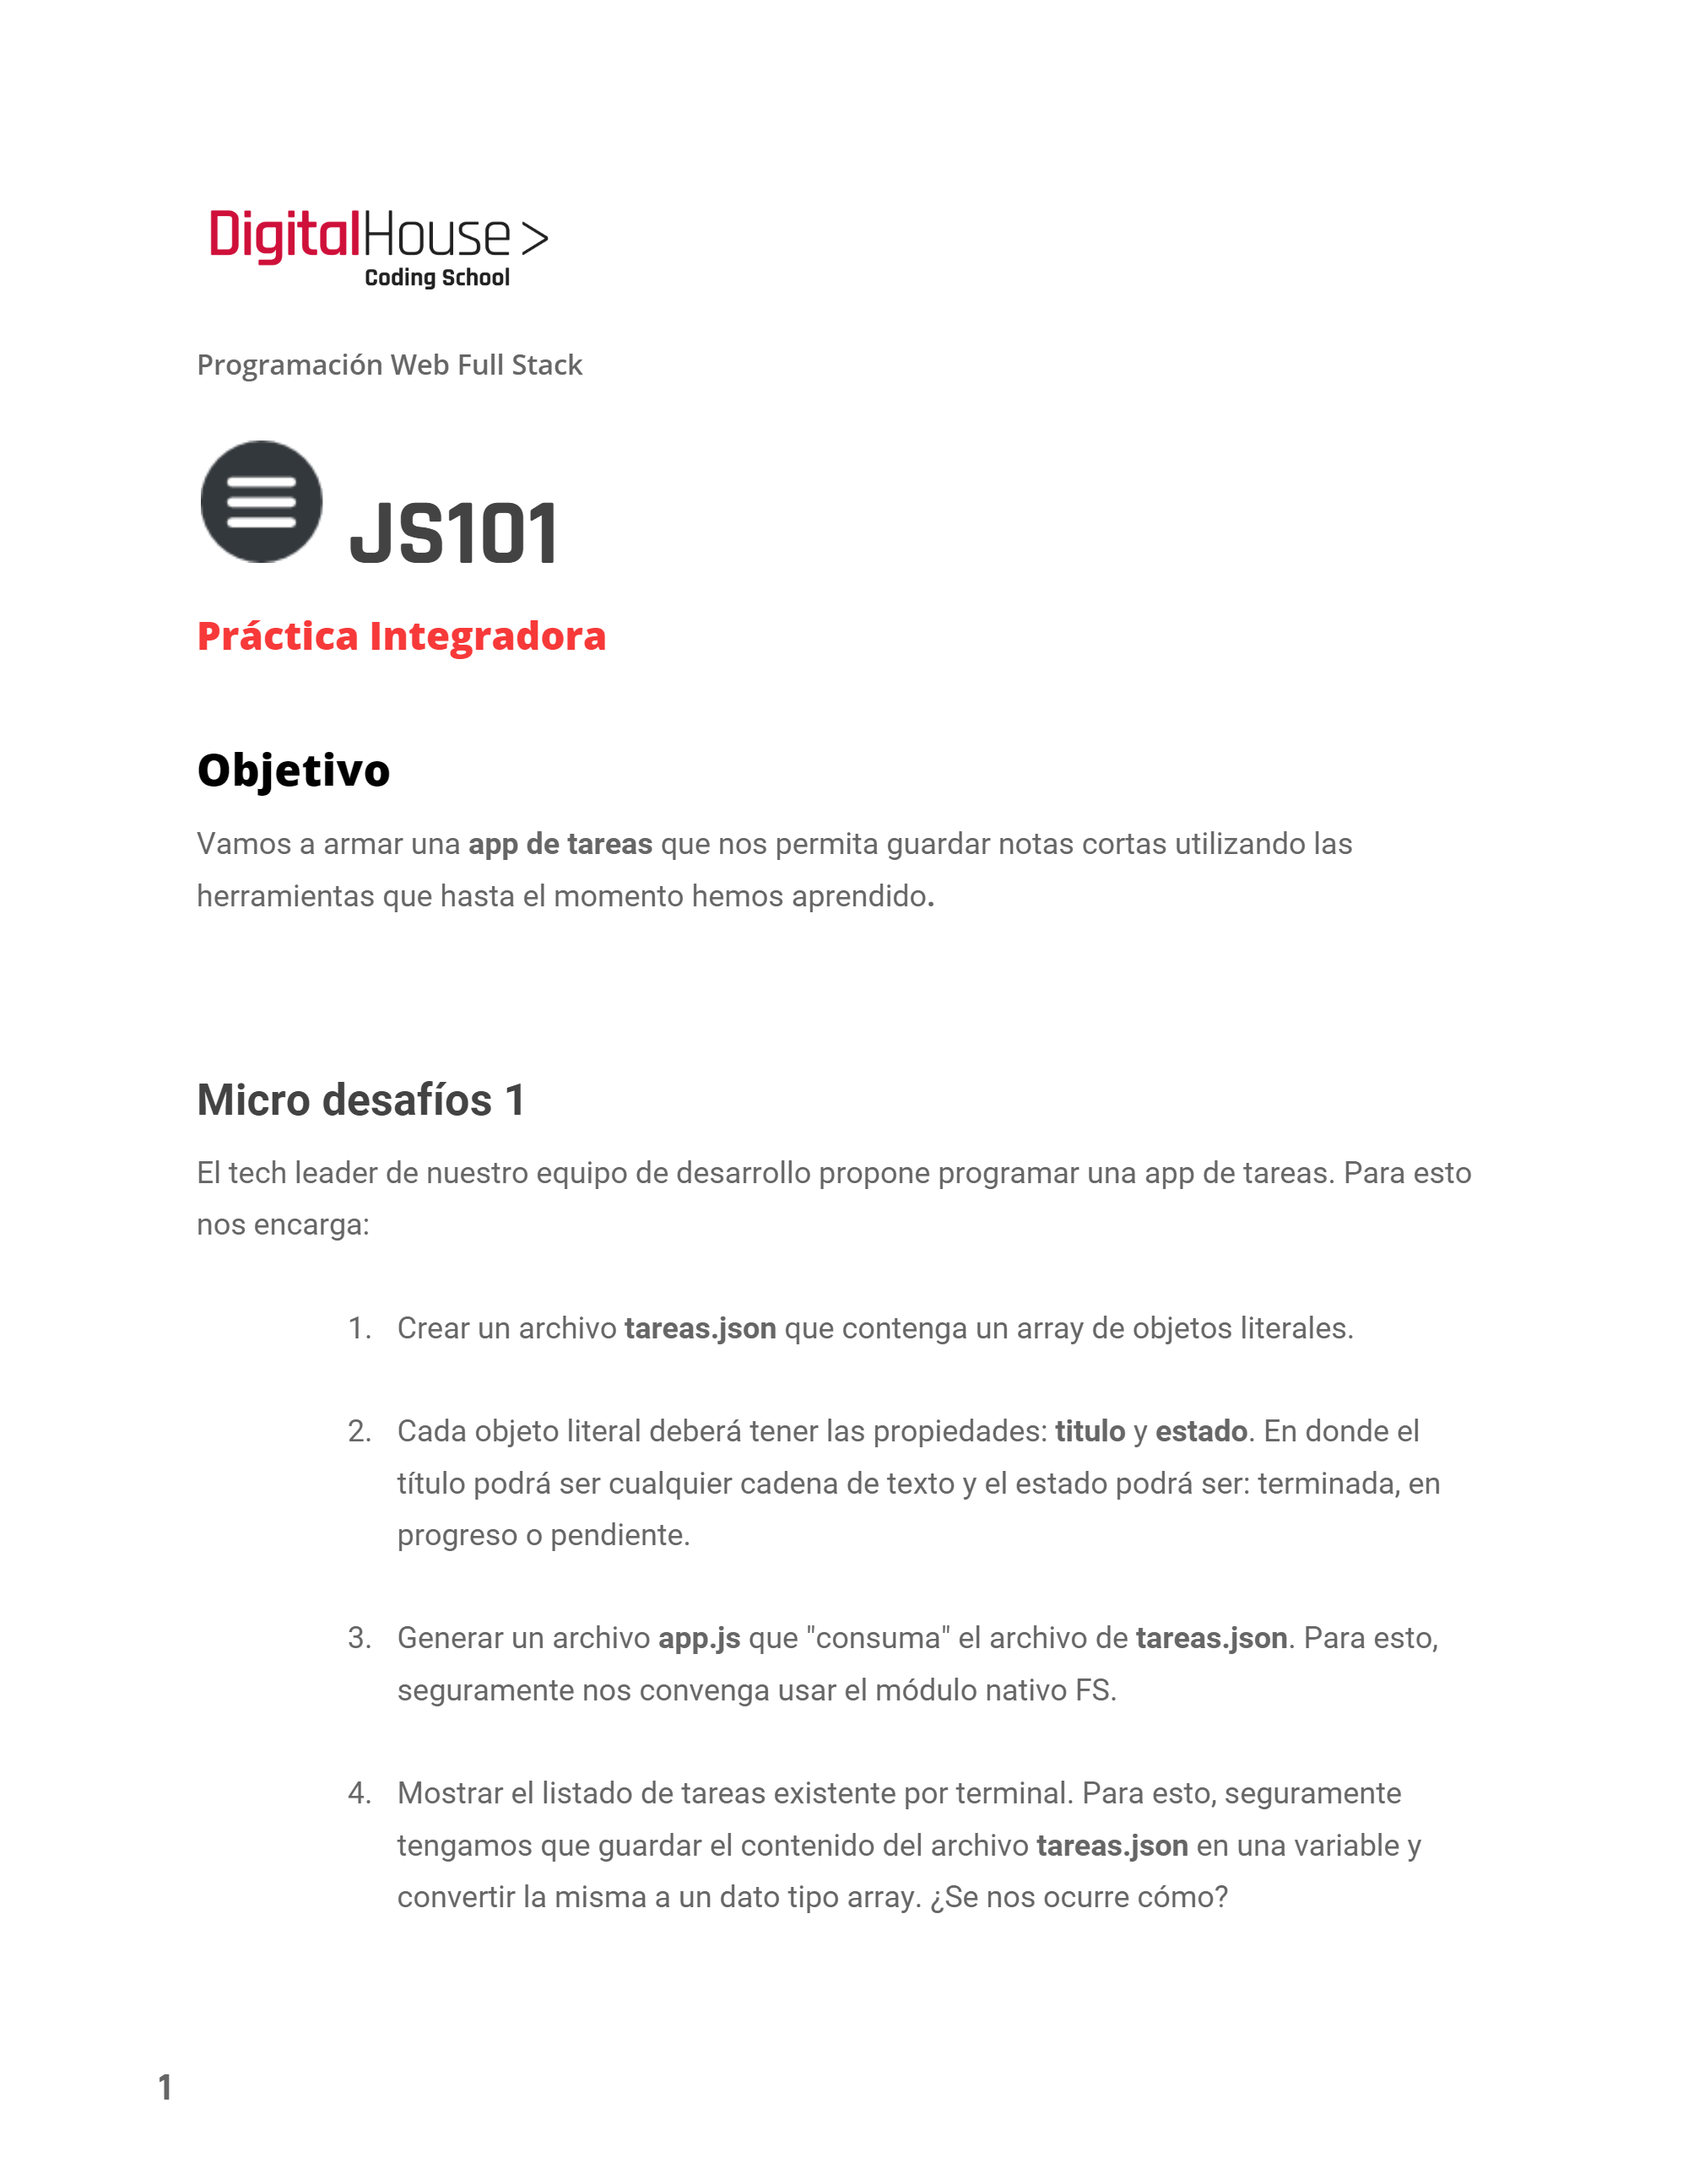 DigitalHouse>
Coding School
Programación Web Full Stack
JS101
Práctica Integradora
Objetivo
Vamos a armar una app de tareas que nos permita guardar notas cortas utilizando las
herramientas que hasta el momento hemos aprendido.
Micro desafíos 1
El tech leader de nuestro equipo de desarrollo propone programar una app de tareas. Para esto
nos encarga:
1. Crear un archivo tareas.json que contenga un array de objetos literales.
2. Cada objeto literal deberá tener las propiedades: titulo y estado. En donde el
título podrá ser cualquier cadena de texto y el estado podrá ser: terminada, en
progreso o pendiente.
3. Generar un archivo app.js que "consuma" el archivo de tareas.json. Para esto,
seguramente nos convenga usar el módulo nativo FS.
4. Mostrar el listado de tareas existente por terminal. Para esto, seguramente
tengamos que guardar el contenido del archivo tareas.json en una variable y
convertir la misma a un dato tipo array. ¿Se nos ocurre cómo?
1